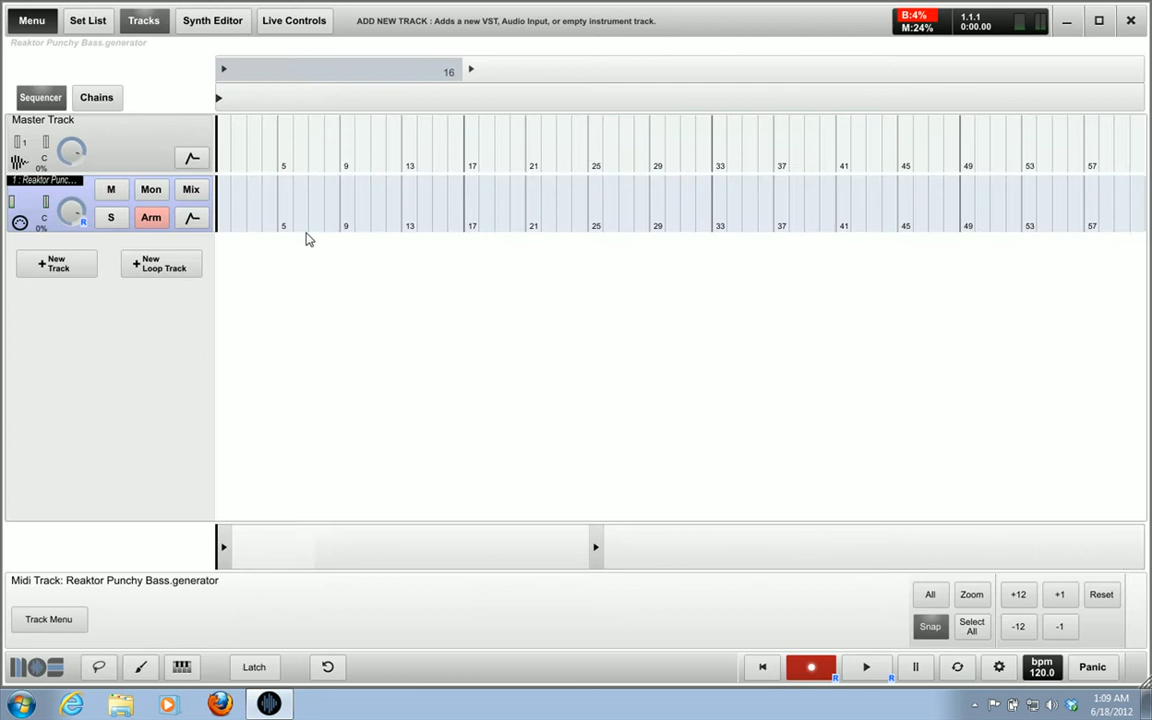 Menu Set List Tracks Synth Editor Live Controls ADD NEW TRACK : Adds a new VST, Audio Input, or empty instrument track. B:4% M:24% 1.1.1 0:00.00
Reaktor Punchy Bass.generator
16
Sequencer Chains
Master Track
1
C
0%
5 9 13 17 21 25 29 33 37 41 45 49 53 57
1 : Reaktor Punc...
M Mon Mix
C S Arm
R
0%
5 9 13 17 21 25 29 33 37 41 45 49 53 57
+ New Track + New Loop Track
Midi Track: Reaktor Punchy Bass.generator
All Zoom +12 +1 Reset
Track Menu
Snap Select All -12 -1
Latch bpm 120.0 Panic
R R
1:09 AM
6/18/2012